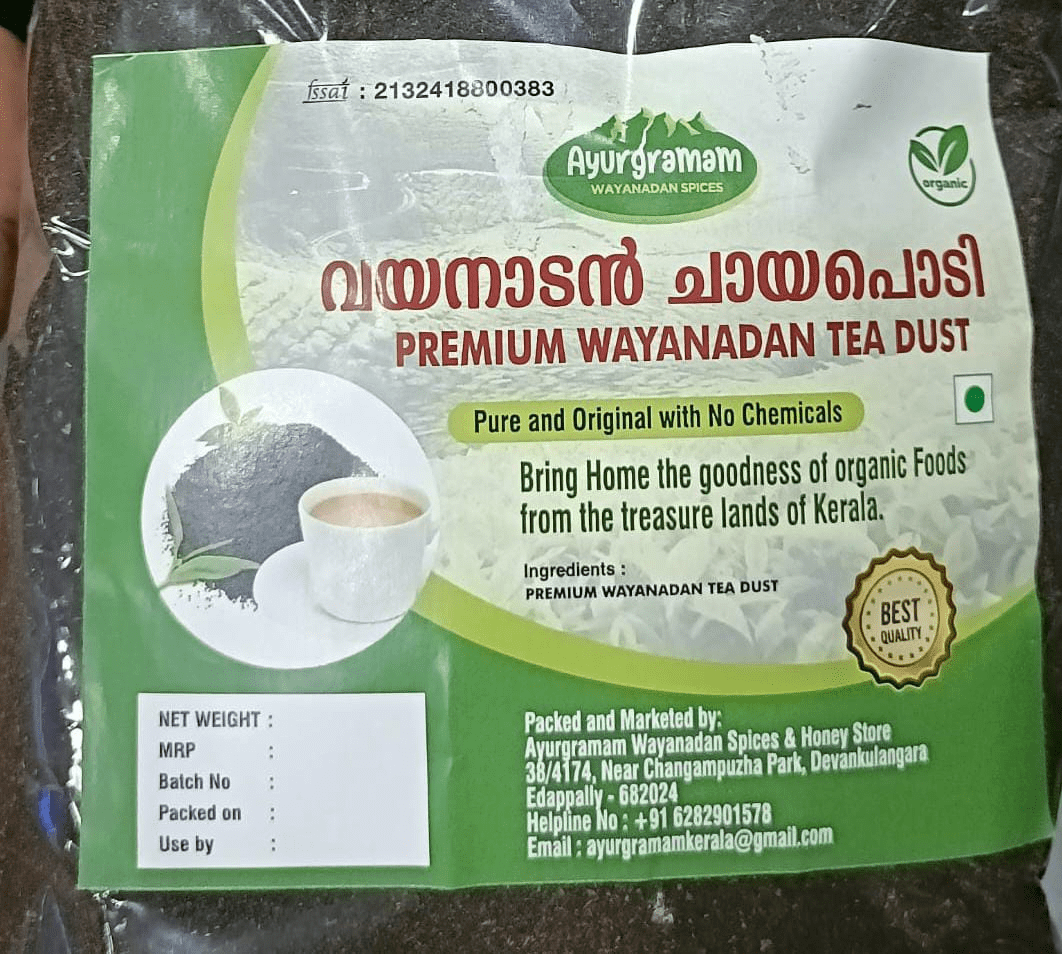 fssai : 2132418800383
Ayurgramam
WAYANADAN SPICES
organic
വയനാടൻ ചായപൊടി
PREMIUM WAYANADAN TEA DUST
Pure and Original with No Chemicals
Bring Home the goodness of organic Foods
from the treasure lands of Kerala.
Ingredients :
PREMIUM WAYANADAN TEA DUST
BEST
QUALITY
NET WEIGHT :
MRP :
Batch No :
Packed on :
Use by :
Packed and Marketed by:
Ayurgramam Wayanadan Spices & Honey Store
38/4174, Near Changampuzha Park, Devankulangara
Edappally - 682024
Helpline No : +91 6282901578
Email : ayurgramamkerala@gmail.com